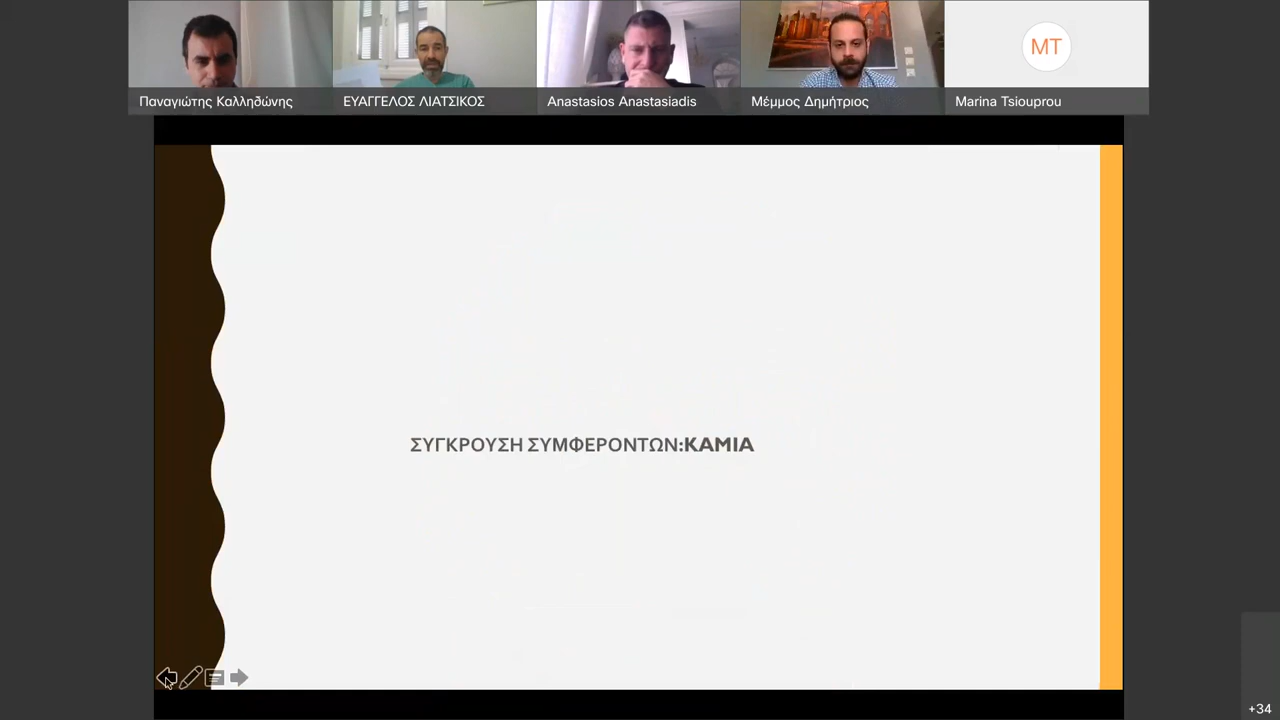 Παναγιώτης Καλληδώνης
ΕΥΑΓΓΕΛΟΣ ΛΙΑΤΣΙΚΟΣ
Anastasios Anastasiadis
Μέμμος Δημήτριος
MT
Marina Tsiouprou
ΣΥΓΚΡΟΥΣΗ ΣΥΜΦΕΡΟΝΤΩΝ:ΚΑΜΙΑ
+34